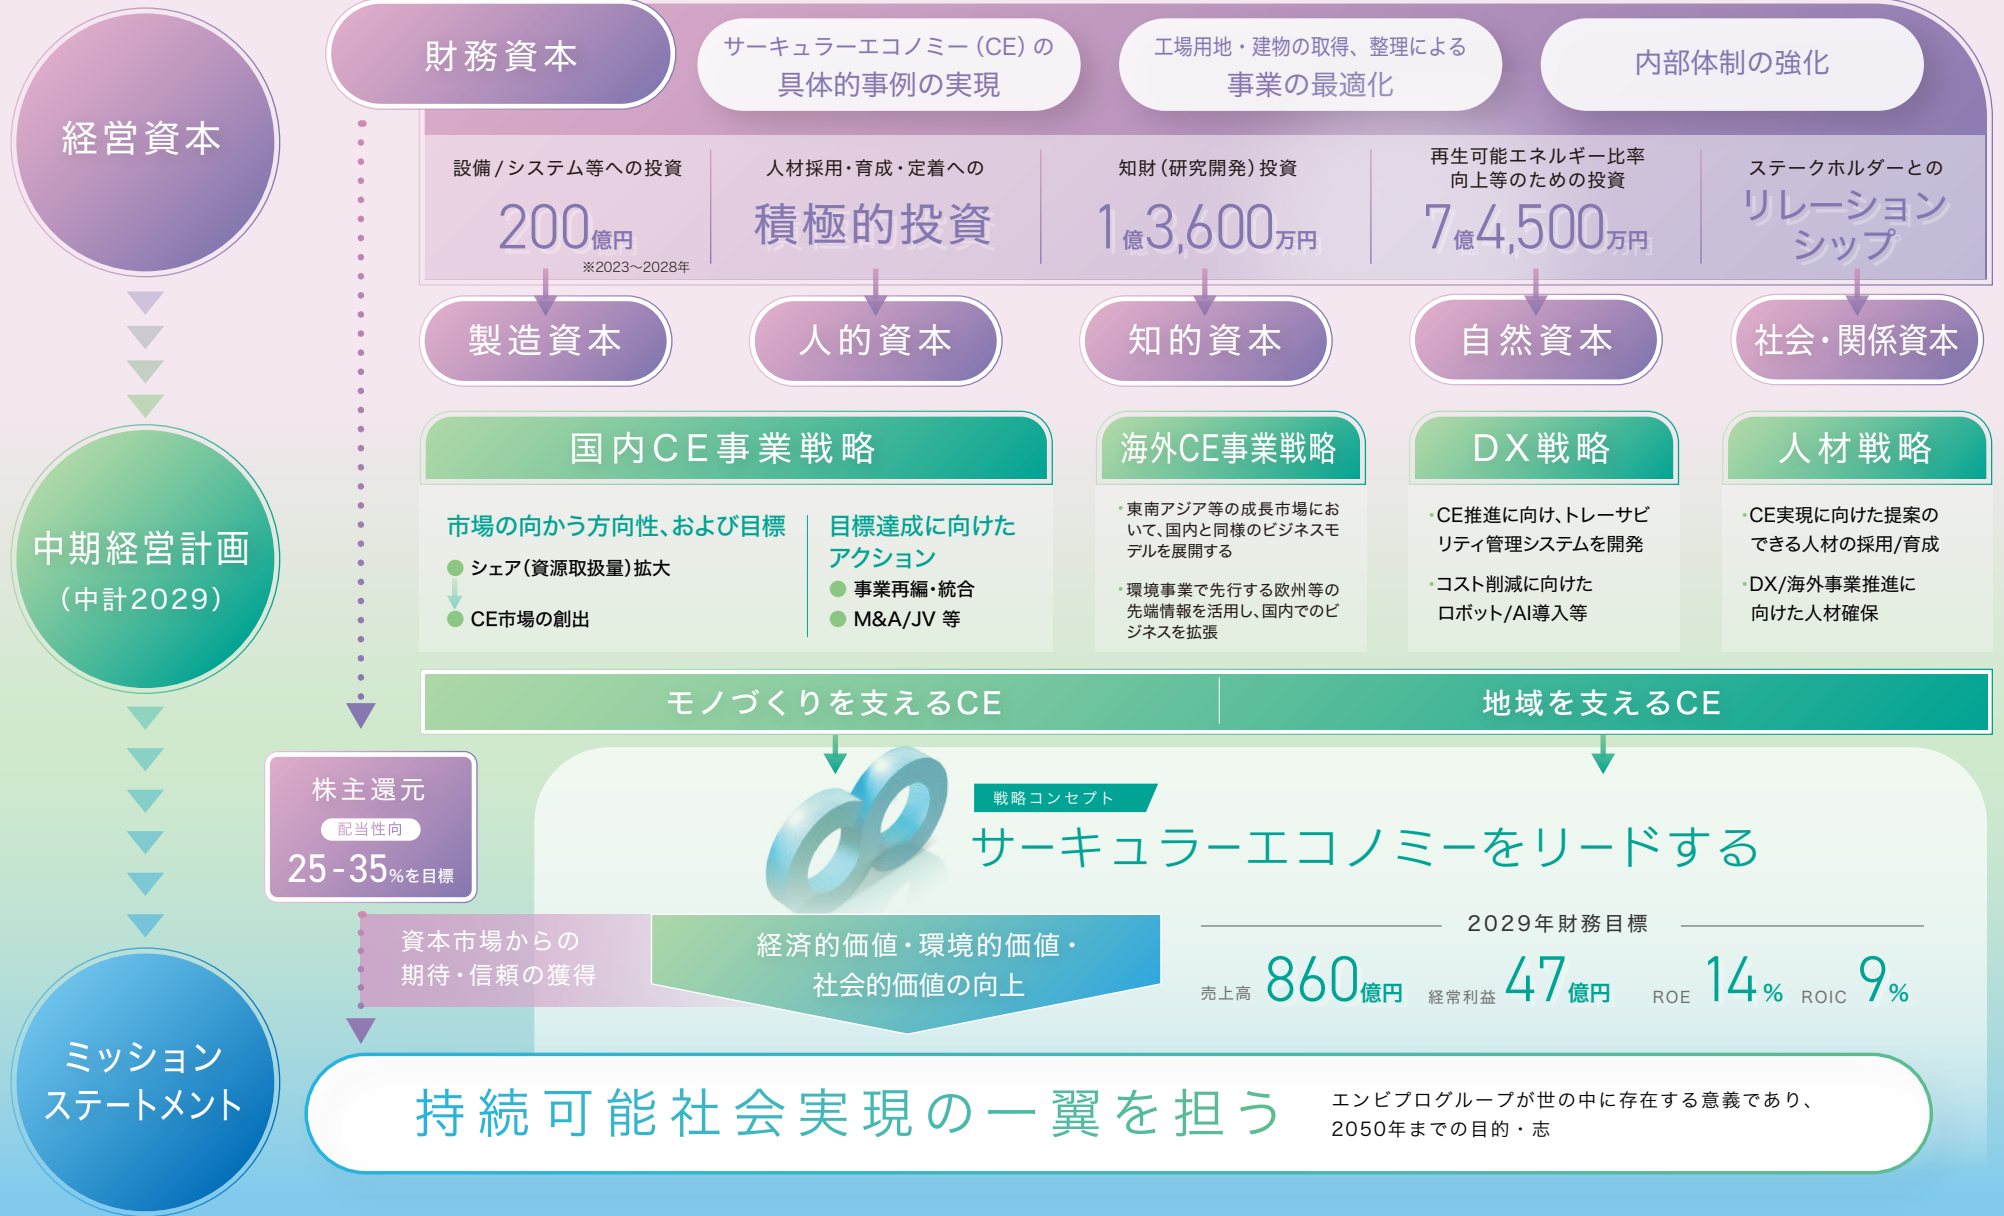 経営資本
財務資本
サーキュラーエコノミー（CE）の
具体的事例の実現
工場用地・建物の取得、整理による
事業の最適化
内部体制の強化
設備/システム等への投資
200億円
※2023〜2028年
人材採用・育成・定着への
積極的投資
知財（研究開発）投資
1億3,600万円
再生可能エネルギー比率
向上等のための投資
7億4,500万円
ステークホルダーとの
リレーション
シップ
製造資本
人的資本
知的資本
自然資本
社会・関係資本
中期経営計画
（中計2029）
国内CE事業戦略
市場の向かう方向性、および目標
シェア（資源取扱量）拡大
CE市場の創出
目標達成に向けた
アクション
事業再編・統合
M&A/JV 等
海外CE事業戦略
・東南アジア等の成長市場にお
いて、国内と同様のビジネスモ
デルを展開する
・環境事業で先行する欧州等の
先端情報を活用し、国内でのビ
ジネスを拡張
DX戦略
・CE推進に向け、トレーサビ
リティ管理システムを開発
・コスト削減に向けた
ロボット/AI導入等
人材戦略
・CE実現に向けた提案の
できる人材の採用/育成
・DX/海外事業推進に
向けた人材確保
モノづくりを支えるCE
地域を支えるCE
株主還元
配当性向
25-35%を目標
戦略コンセプト
サーキュラーエコノミーをリードする
資本市場からの
期待・信頼の獲得
経済的価値・環境的価値・
社会的価値の向上
2029年財務目標
売上高 860億円 経常利益 47億円 ROE 14% ROIC 9%
ミッション
ステートメント
持続可能社会実現の一翼を担う
エンビプログループが世の中に存在する意義であり、
2050年までの目的・志